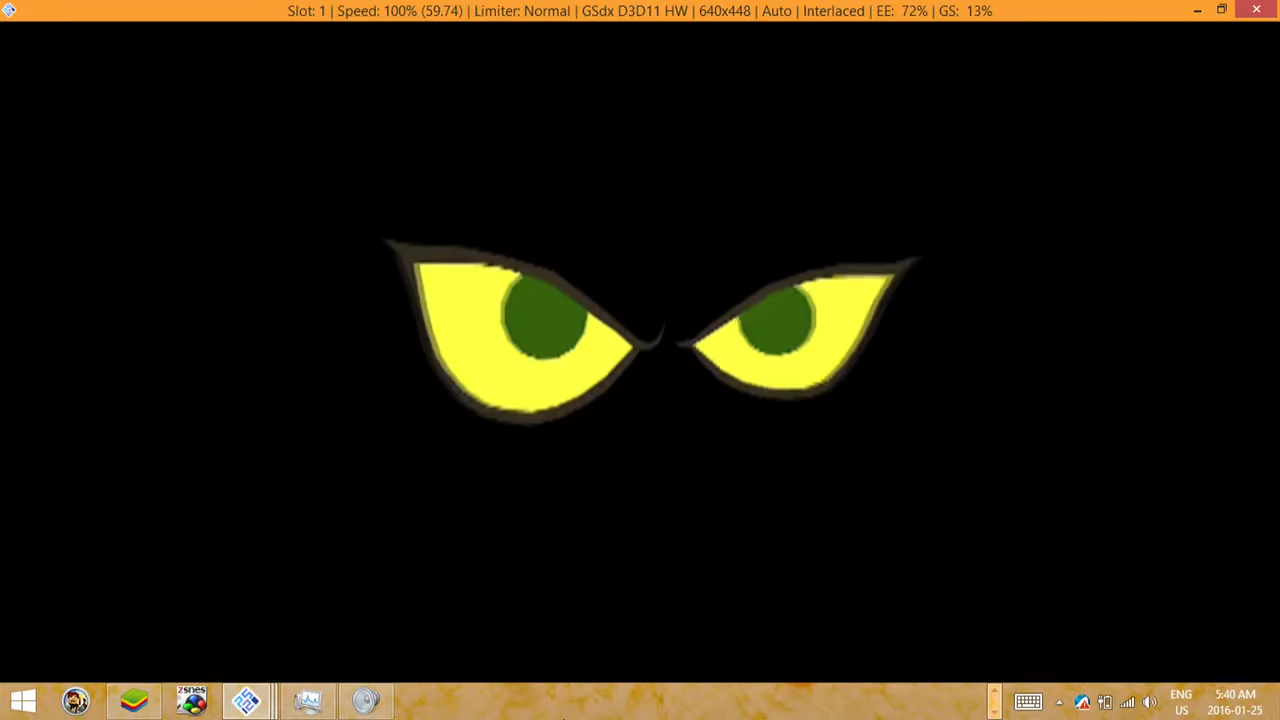 Slot: 1 | Speed: 100% (59.74) | Limiter: Normal | GSdx D3D11 HW | 640x448 | Auto | Interlaced | EE: 72% | GS: 13%
zsnes
ENG
US
5:40 AM
2016-01-25